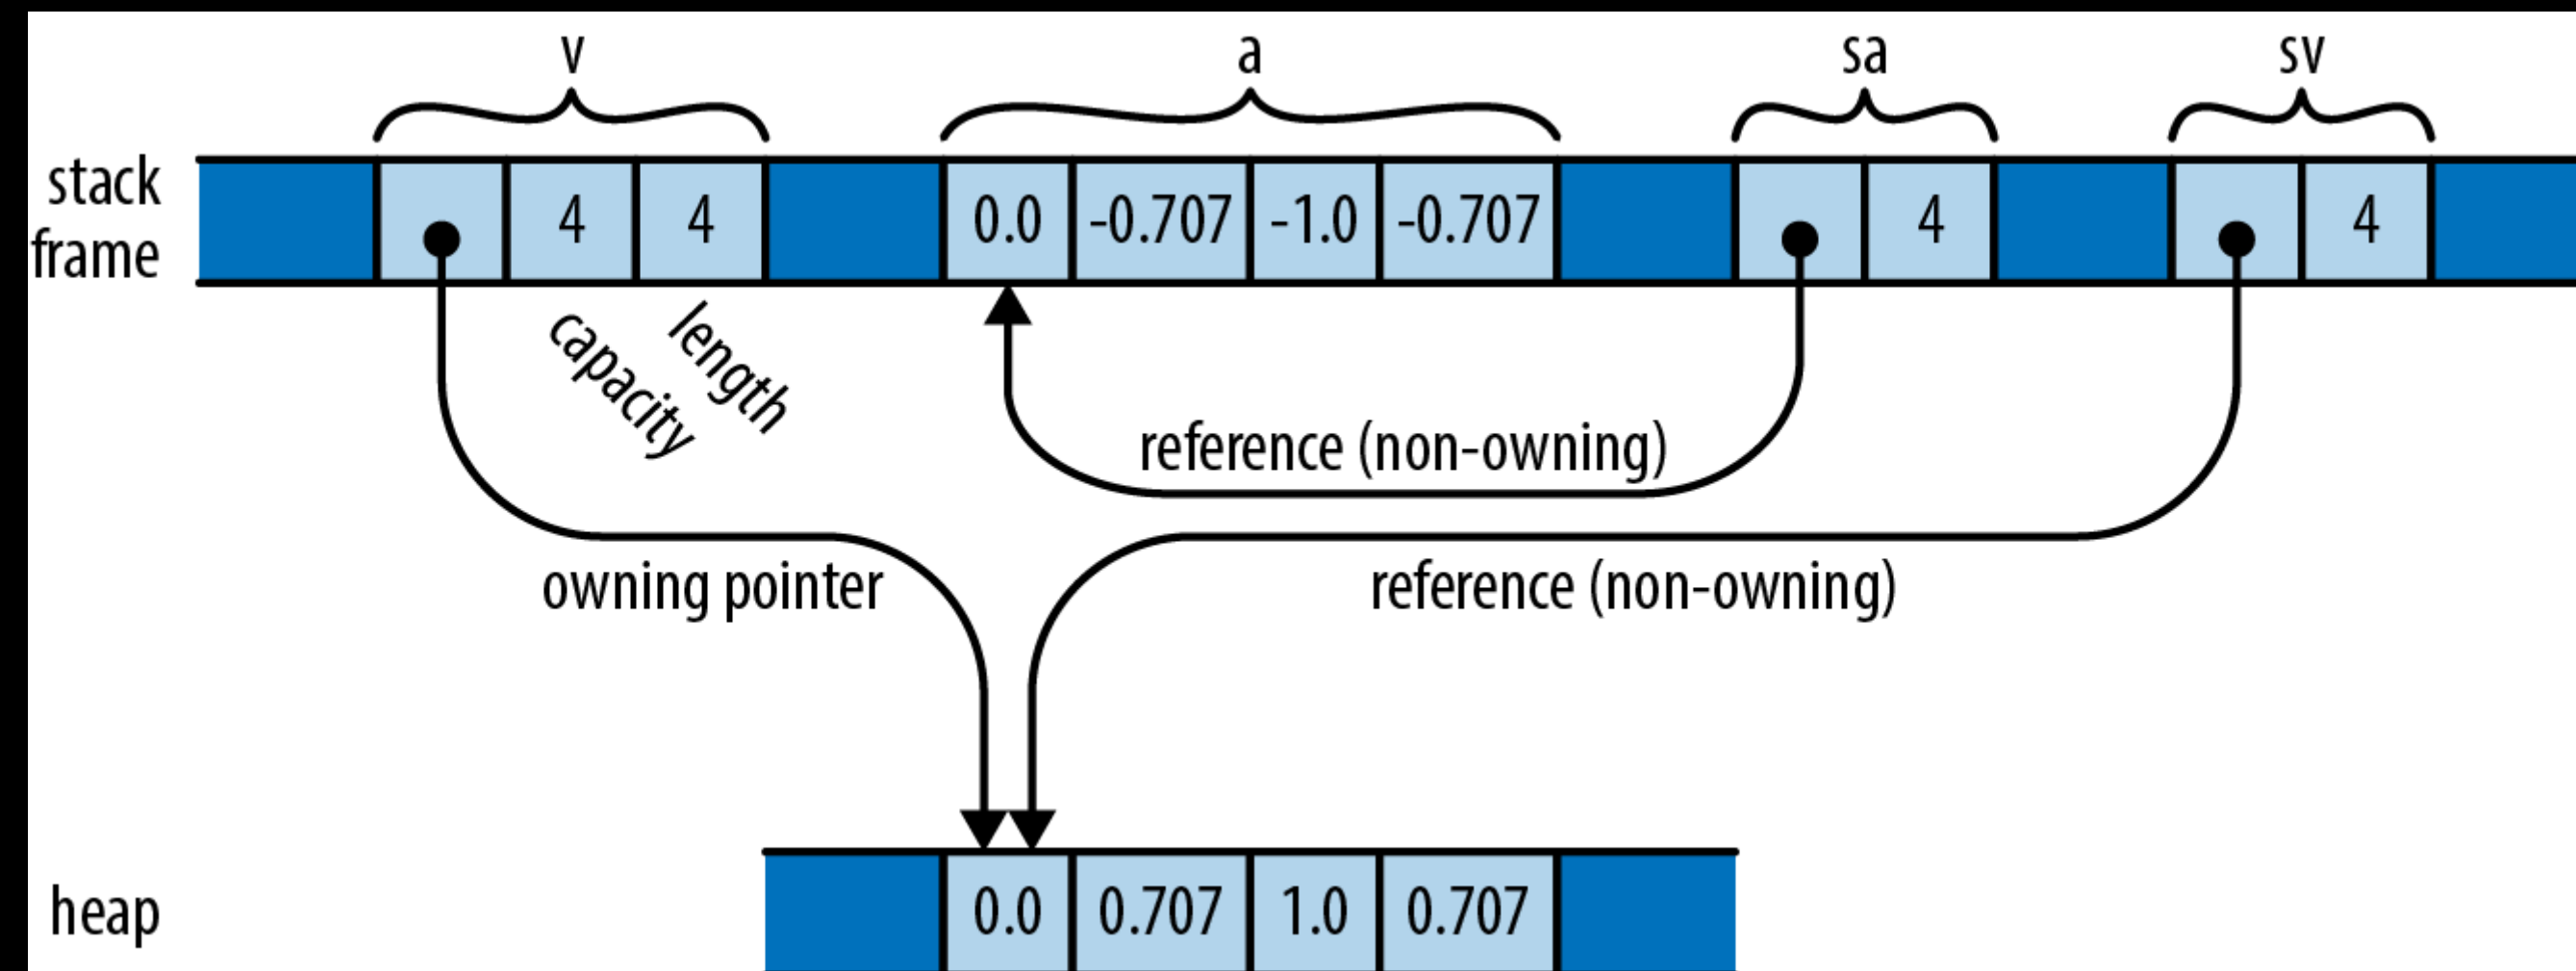 v a sa sv
stack
frame
4 4 0.0 -0.707 -1.0 -0.707 4 4
capacity
length
reference (non-owning)
owning pointer
reference (non-owning)
heap
0.0 0.707 1.0 0.707